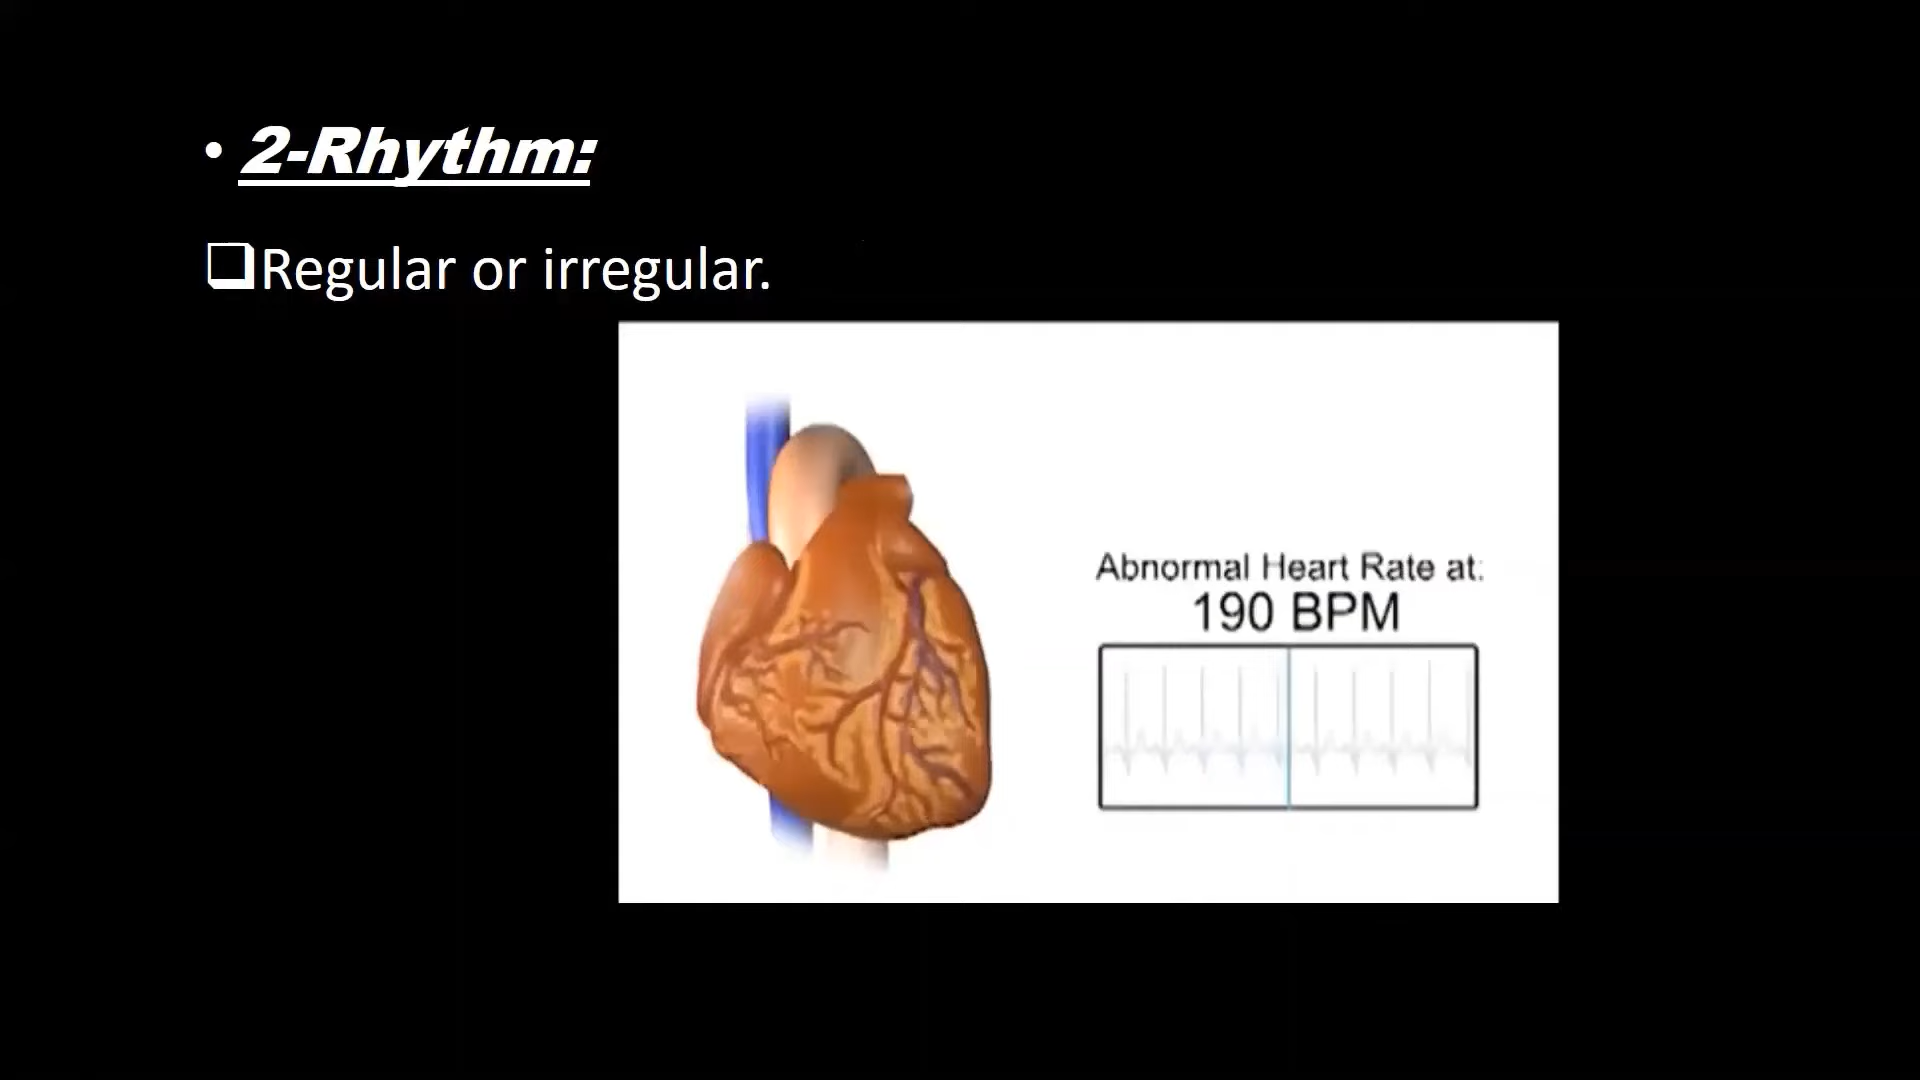 • 2-Rhythm:
❑Regular or irregular.
Abnormal Heart Rate at:
190 BPM